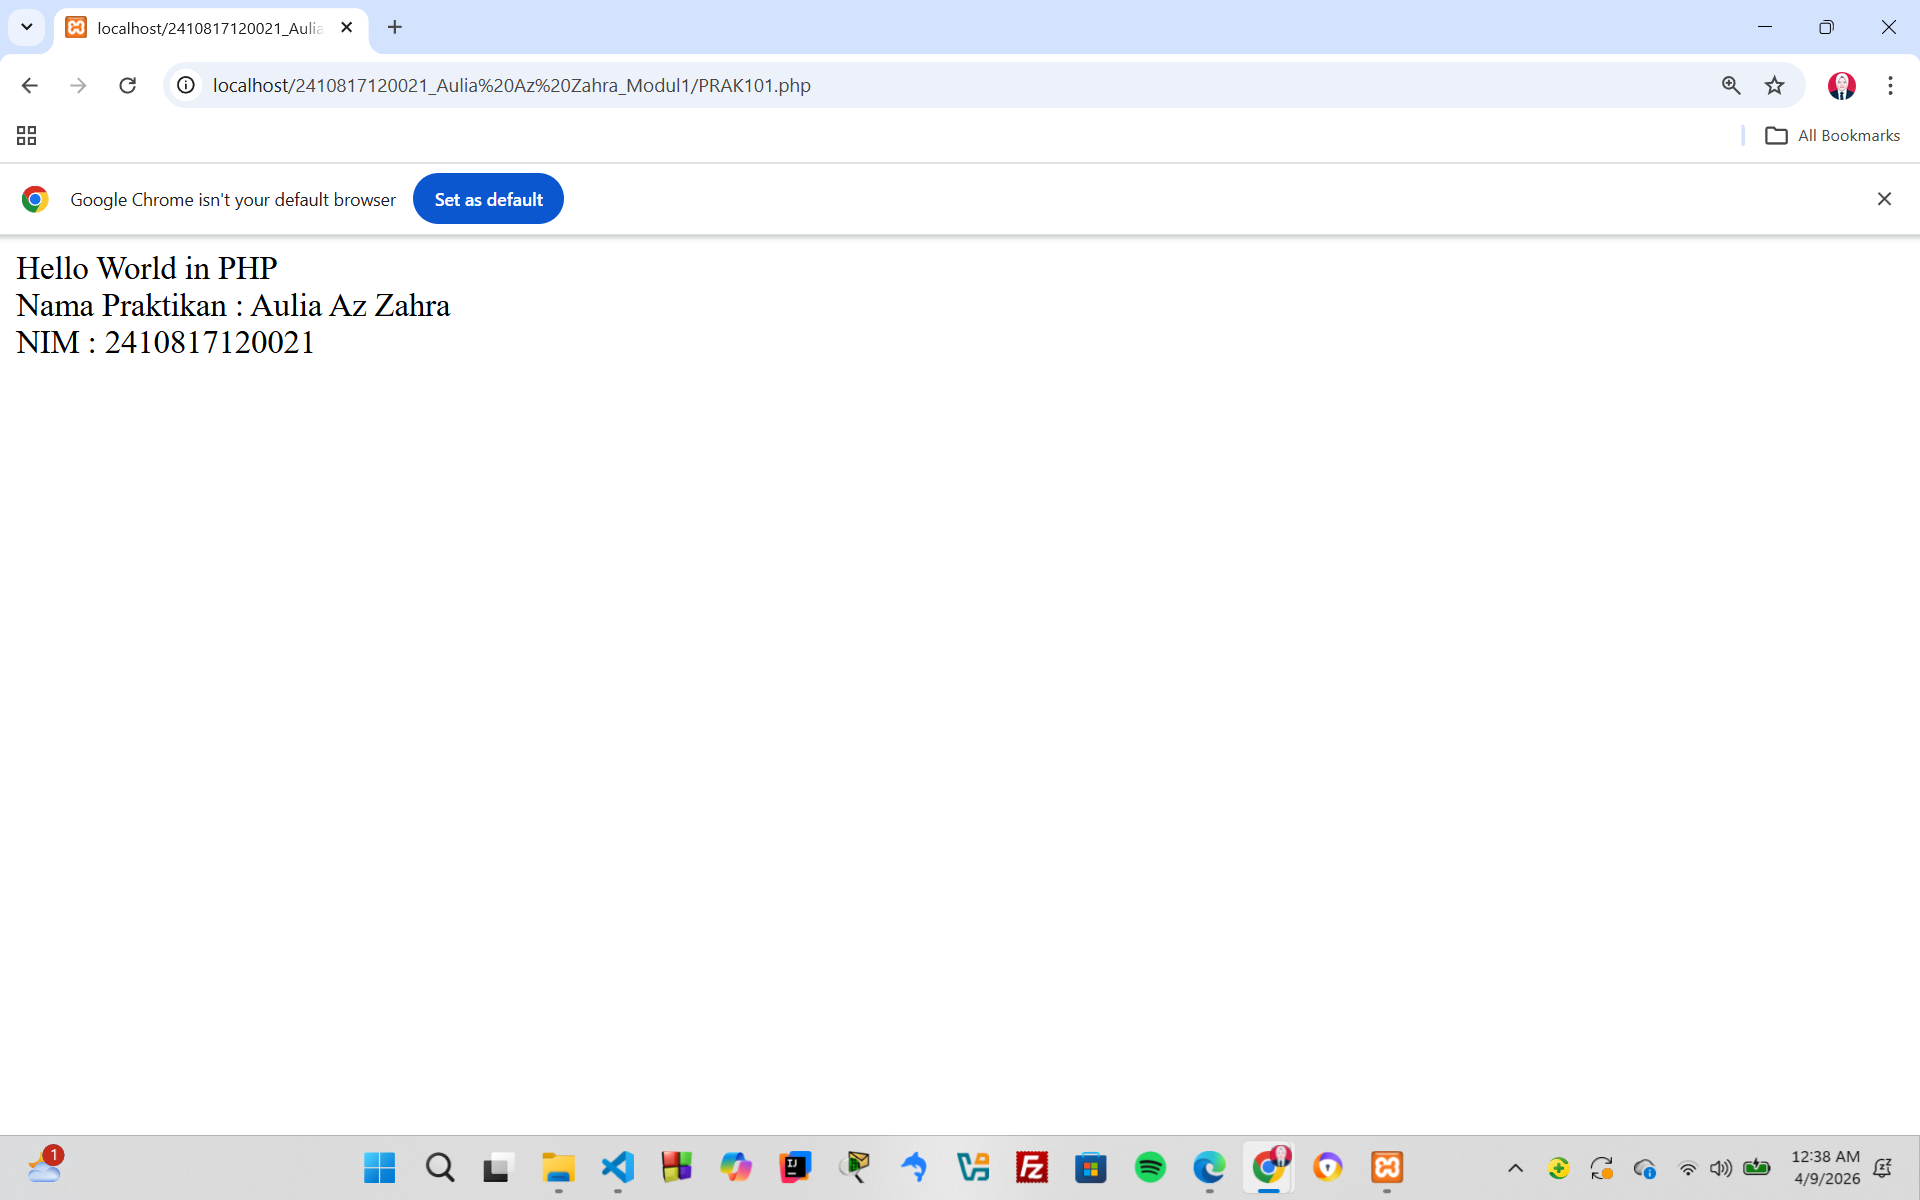 localhost/2410817120021_Aulia
localhost/2410817120021_Aulia%20Az%20Zahra_Modul1/PRAK101.php
All Bookmarks
Google Chrome isn't your default browser
Set as default
Hello World in PHP
Nama Praktikan : Aulia Az Zahra
NIM : 2410817120021
1
12:38 AM
4/9/2026